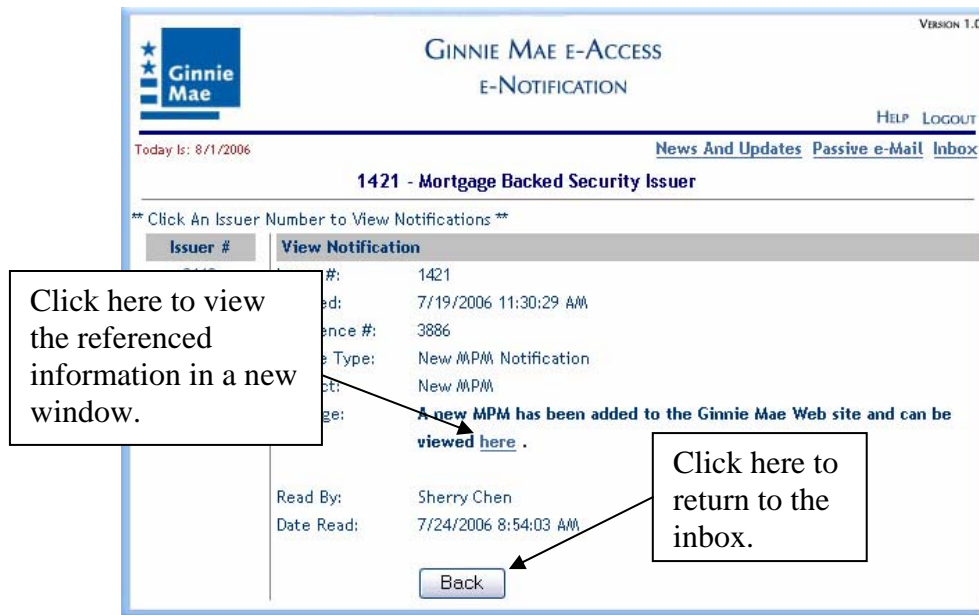 VERSION 1.0
Ginnie
Mae
GINNIE MAE E-ACCESS
E-NOTIFICATION
HELP LOGOUT
Today Is: 8/1/2006
News And Updates Passive e-Mail Inbox
1421 - Mortgage Backed Security Issuer
** Click An Issuer Number to View Notifications **
Issuer # View Notification
#: 1421
ed: 7/19/2006 11:30:29 AM
ence #: 3886
Type: New MPM Notification
ct: New MPM
ge: A new MPM has been added to the Ginnie Mae Web site and can be
viewed here .
Click here to view
the referenced
information in a new
window.
Read By: Sherry Chen
Date Read: 7/24/2006 8:54:03 AM
Click here to
return to the
inbox.
Back